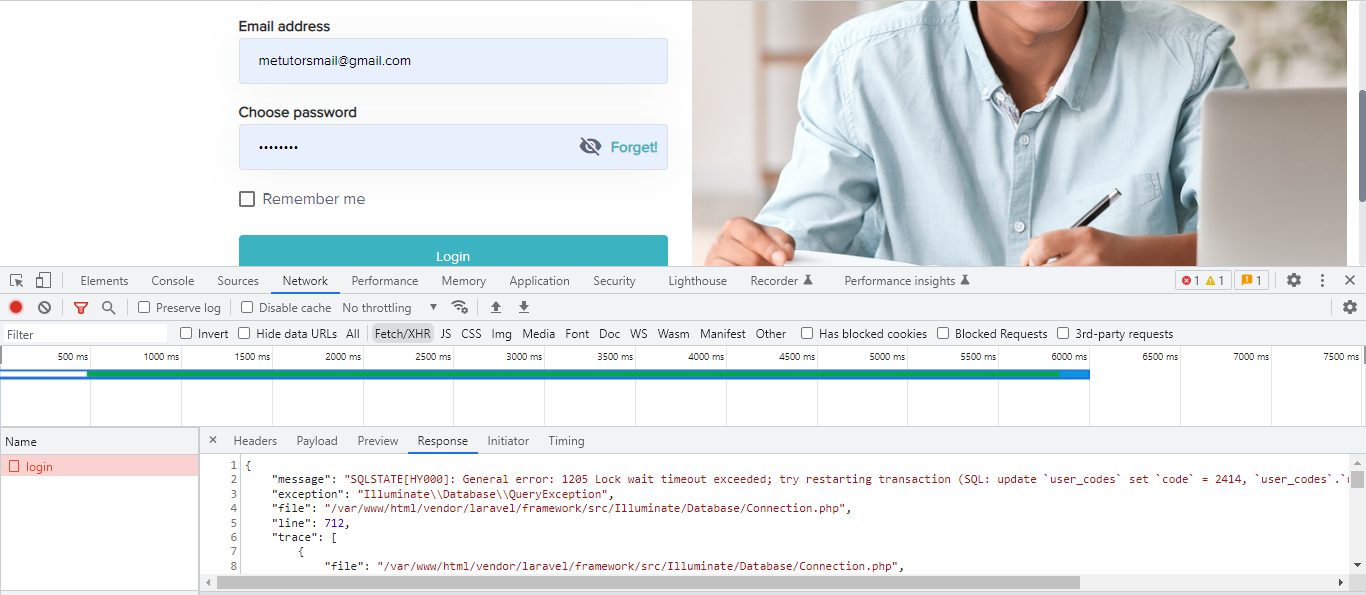 Email address
metutorsmail@gmail.com
Choose password
•••••••• Forget!
Remember me
Login
Elements Console Sources Network Performance Memory Application Security Lighthouse Recorder Performance insights 1 1 1
Preserve log Disable cache No throttling
Filter Invert Hide data URLs All Fetch/XHR JS CSS Img Media Font Doc WS Wasm Manifest Other Has blocked cookies Blocked Requests 3rd-party requests
500 ms 1000 ms 1500 ms 2000 ms 2500 ms 3000 ms 3500 ms 4000 ms 4500 ms 5000 ms 5500 ms 6000 ms 6500 ms 7000 ms 7500 ms
Name Headers Payload Preview Response Initiator Timing
login
1 {
2 "message": "SQLSTATE[HY000]: General error: 1205 Lock wait timeout exceeded; try restarting transaction (SQL: update `user_codes` set `code` = 2414, `user_codes`.`
3 "exception": "Illuminate\\Database\\QueryException",
4 "file": "/var/www/html/vendor/laravel/framework/src/Illuminate/Database/Connection.php",
5 "line": 712,
6 "trace": [
7 {
8 "file": "/var/www/html/vendor/laravel/framework/src/Illuminate/Database/Connection.php",